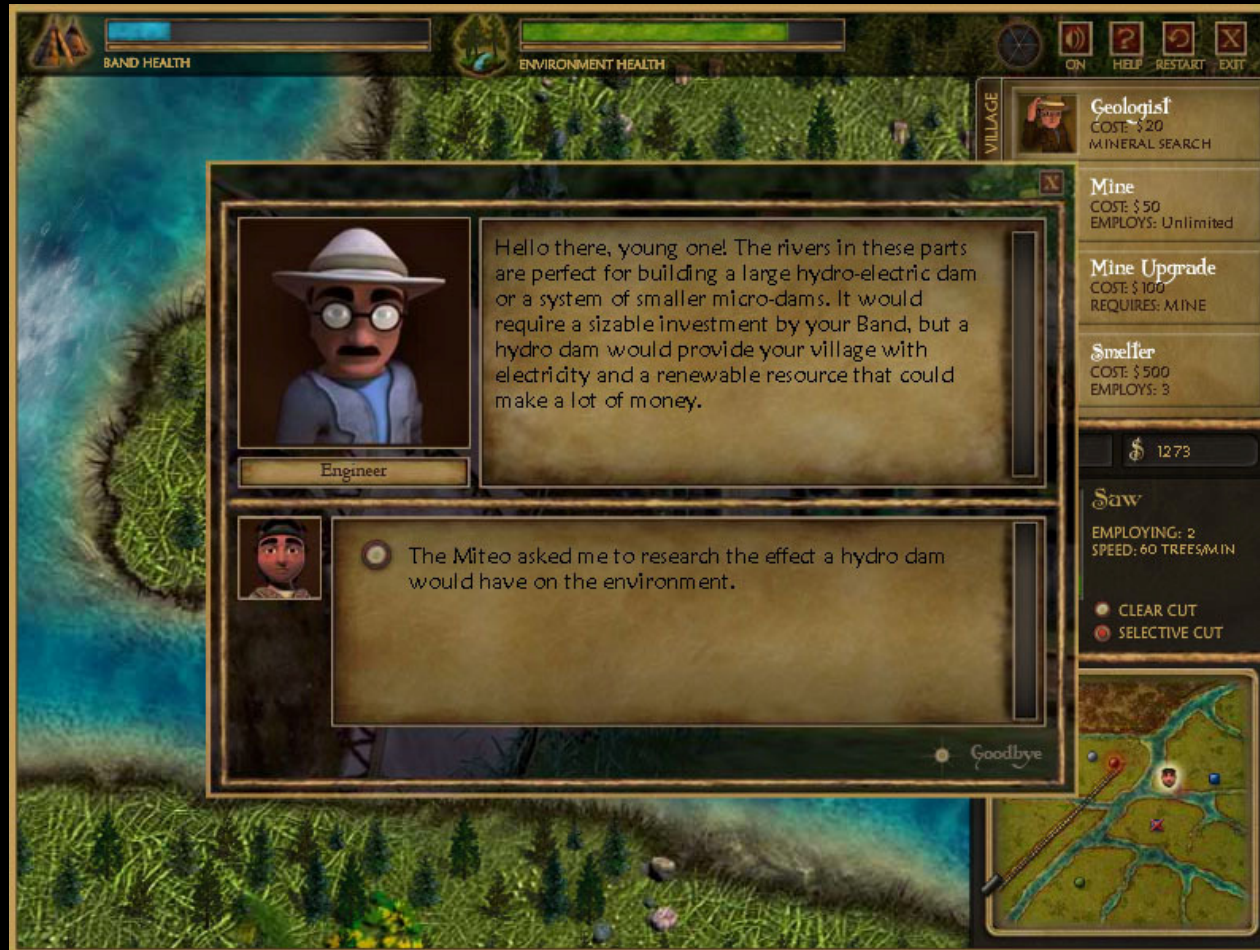 BAND HEALTH
ENVIRONMENT HEALTH
ON
HELP
RESTART
EXIT
VILLAGE
Geologist
COST: $20
MINERAL SEARCH
Mine
COST: $50
EMPLOYS: Unlimited
Mine Upgrade
COST: $100
REQUIRES: MINE
Smelter
COST: $500
EMPLOYS: 3
$ 1273
Saw
EMPLOYING: 2
SPEED: 60 TREES/MIN
CLEAR CUT
SELECTIVE CUT
X
Hello there, young one! The rivers in these parts
are perfect for building a large hydro-electric dam
or a system of smaller micro-dams. It would
require a sizable investment by your Band, but a
hydro dam would provide your village with
electricity and a renewable resource that could
make a lot of money.
Engineer
The Miteo asked me to research the effect a hydro dam
would have on the environment.
Goodbye